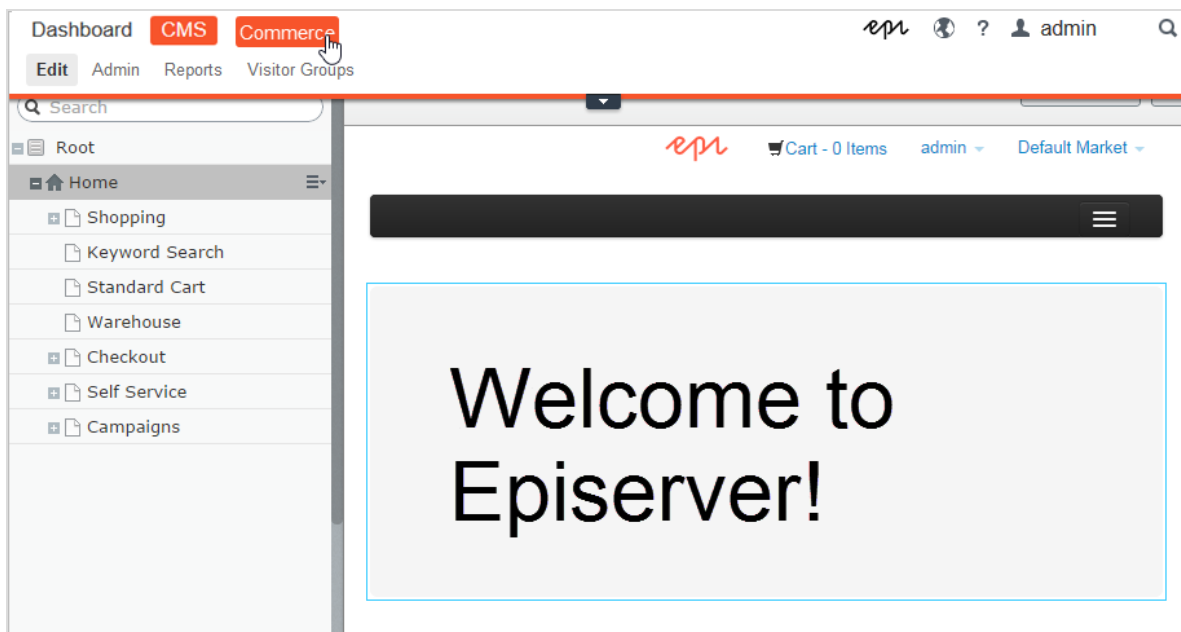 Dashboard CMS Commerce epi ? admin
Edit Admin Reports Visitor Groups
Search
Root
epi Cart - 0 Items admin Default Market
Home
Shopping
Keyword Search
Standard Cart
Warehouse
Checkout
Self Service
Campaigns
Welcome to
Episerver!